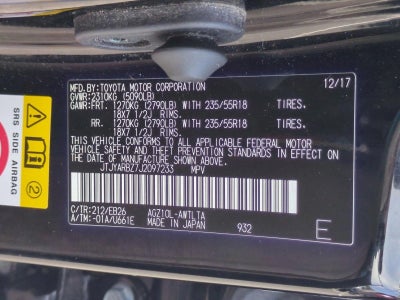 MFD.BY:TOYOTA MOTOR CORPORATION 12/17
GVWR:2310KG (5090LB)
GAWR:FRT. 1270KG (2790LB) WITH 235/55R18 TIRES.
18X7 1/2J RIMS.
RR. 1270KG (2790LB) WITH 235/55R18 TIRES.
18X7 1/2J RIMS.
THIS VEHICLE CONFORMS TO ALL APPLICABLE FEDERAL MOTOR
VEHICLE SAFETY AND THEFT PREVENTION STANDARDS IN EFFECT
ON THE DATE OF MANUFACTURE SHOWN ABOVE.
JTJYARBZ7J2097233 MPV
C/TR:212/EB26 AGZ10L-AWTLTA
A/TM:-01A/U661E MADE IN JAPAN 932 E
SRS SIDE AIRBAG
2